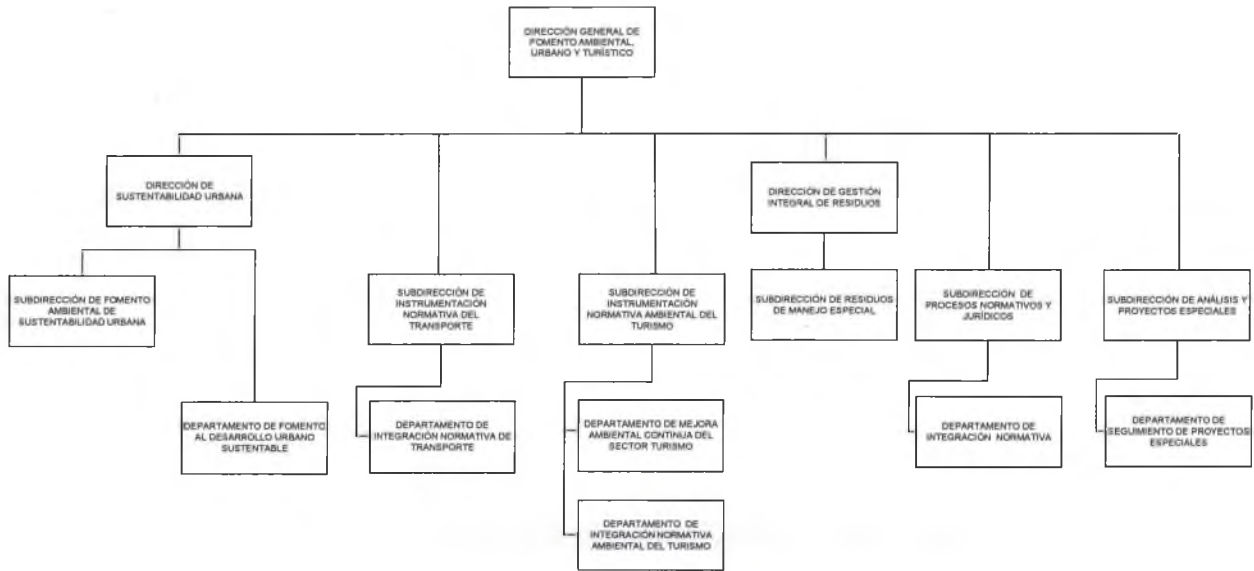 DIRECCIÓN GENERAL DE
FOMENTO AMBIENTAL,
URBANO Y TURÍSTICO
DIRECCIÓN DE
SUSTENTABILIDAD URBANA
DIRECCIÓN DE GESTIÓN
INTEGRAL DE RESIDUOS
SUBDIRECCIÓN DE FOMENTO
AMBIENTAL DE
SUSTENTABILIDAD URBANA
SUBDIRECCIÓN DE
INSTRUMENTACIÓN
NORMATIVA DEL
TRANSPORTE
SUBDIRECCIÓN DE
INSTRUMENTACIÓN
NORMATIVA AMBIENTAL DEL
TURISMO
SUBDIRECCIÓN DE RESIDUOS
DE MANEJO ESPECIAL
SUBDIRECCIÓN DE
PROCESOS NORMATIVOS Y
JURÍDICOS
SUBDIRECCIÓN DE ANÁLISIS Y
PROYECTOS ESPECIALES
DEPARTAMENTO DE FOMENTO
AL DESARROLLO URBANO
SUSTENTABLE
DEPARTAMENTO DE
INTEGRACIÓN NORMATIVA DE
TRANSPORTE
DEPARTAMENTO DE MEJORA
AMBIENTAL CONTINUA DEL
SECTOR TURISMO
DEPARTAMENTO DE
INTEGRACIÓN NORMATIVA
DEPARTAMENTO DE
SEGUIMIENTO DE PROYECTOS
ESPECIALES
DEPARTAMENTO DE
INTEGRACIÓN NORMATIVA
AMBIENTAL DEL TURISMO